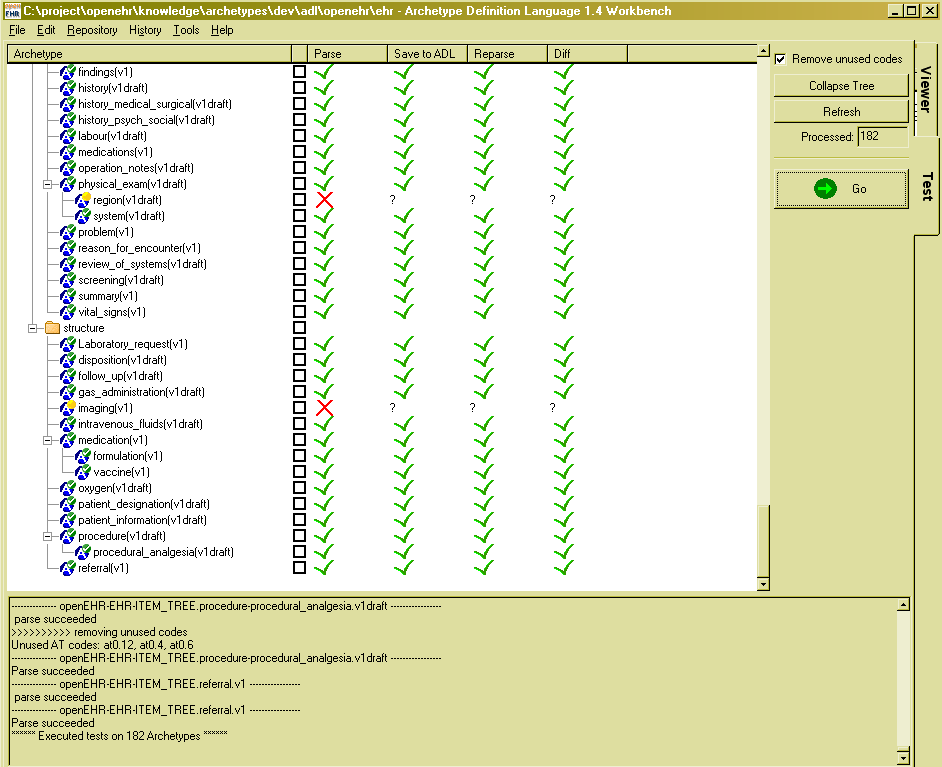 C:\project\openehr\knowledge\archetypes\dev\adl\openehr\ehr - Archetype Definition Language 1.4 Workbench
File Edit Repository History Tools Help
Archetype Parse Save to ADL Reparse Diff
findings(v1)
history(v1draft)
history_medical_surgical(v1draft)
history_psych_social(v1draft)
labour(v1draft)
medications(v1)
operation_notes(v1draft)
physical_exam(v1draft)
region(v1draft) ? ? ?
system(v1draft)
problem(v1)
reason_for_encounter(v1)
review_of_systems(v1draft)
screening(v1draft)
summary(v1)
vital_signs(v1)
structure
Laboratory_request(v1)
disposition(v1draft)
follow_up(v1draft)
gas_administration(v1draft)
imaging(v1) ? ? ?
intravenous_fluids(v1draft)
medication(v1)
formulation(v1)
vaccine(v1)
oxygen(v1draft)
patient_designation(v1draft)
patient_information(v1draft)
procedure(v1draft)
procedural_analgesia(v1draft)
referral(v1)
Remove unused codes
Collapse Tree
Refresh
Processed: 182
Go
Viewer
Test
-------------- openEHR-EHR-ITEM_TREE.procedure-procedural_analgesia.v1draft ----------------
parse succeeded
>>>>>>>>>> removing unused codes
Unused AT codes: at0.12, at0.4, at0.6
-------------- openEHR-EHR-ITEM_TREE.procedure-procedural_analgesia.v1draft ----------------
Parse succeeded
-------------- openEHR-EHR-ITEM_TREE.referral.v1 ----------------
parse succeeded
-------------- openEHR-EHR-ITEM_TREE.referral.v1 ----------------
Parse succeeded
****** Executed tests on 182 Archetypes ******